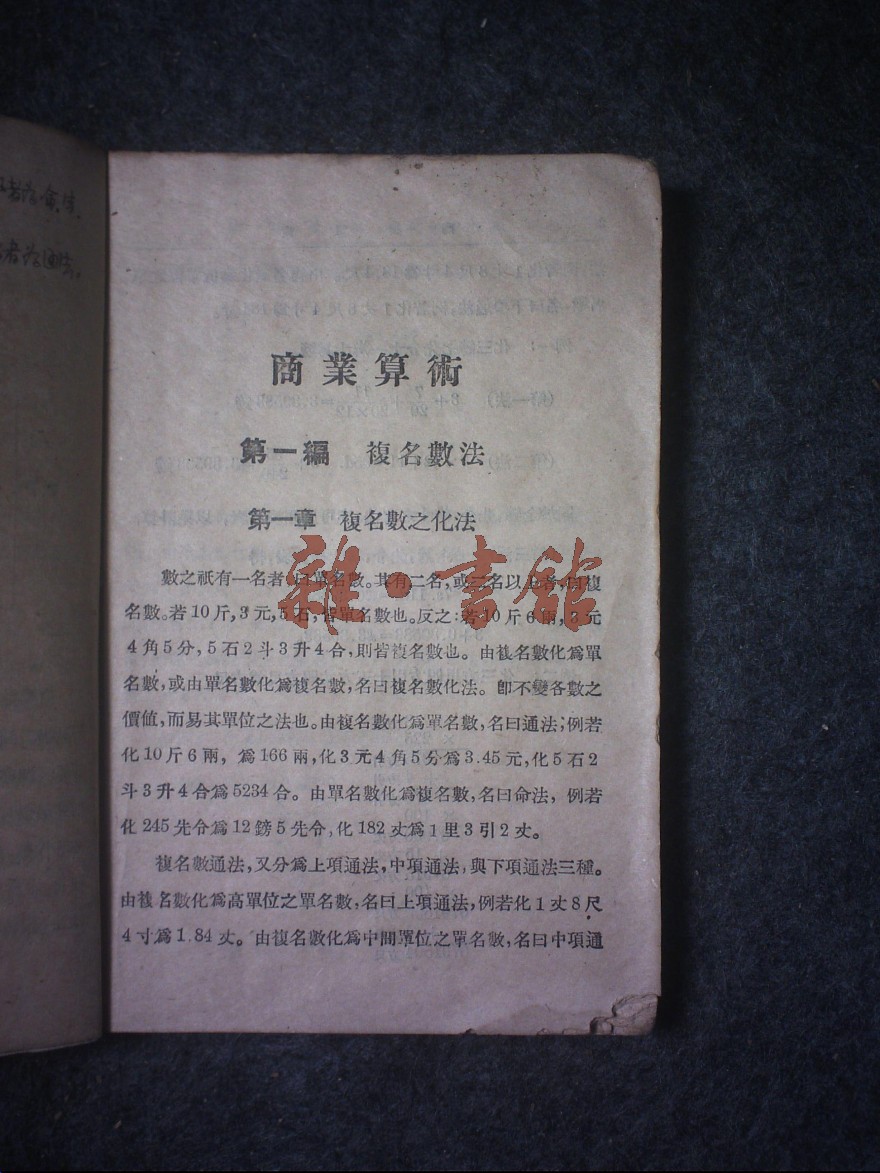 商業算術
第一編 複名數法
第一章 複名數之化法
數之祇有一名者,曰單名數。其有二名,或三名以上者,曰複
名數。若10斤,3元,5石,皆單名數也。反之:若10斤6兩,3元
4角5分,5石2斗3升4合,則皆複名數也。由複名數化爲單
名數,或由單名數化爲複名數,名曰複名數化法。卽不變各數之
價値,而易其單位之法也。由複名數化爲單名數,名曰通法;例若
化10斤6兩,爲166兩,化3元4角5分爲3.45元,化5石2
斗3升4合爲5234合。由單名數化爲複名數,名曰命法,例若
化245先令爲12鎊5先令,化182丈爲1里3引2丈。
複名數通法,又分爲上項通法,中項通法,與下項通法三種。
由複名數化爲高單位之單名數,名曰上項通法,例若化1丈8尺
4寸爲1.84丈。由複名數化爲中間單位之單名數,名曰中項通
雜·書館